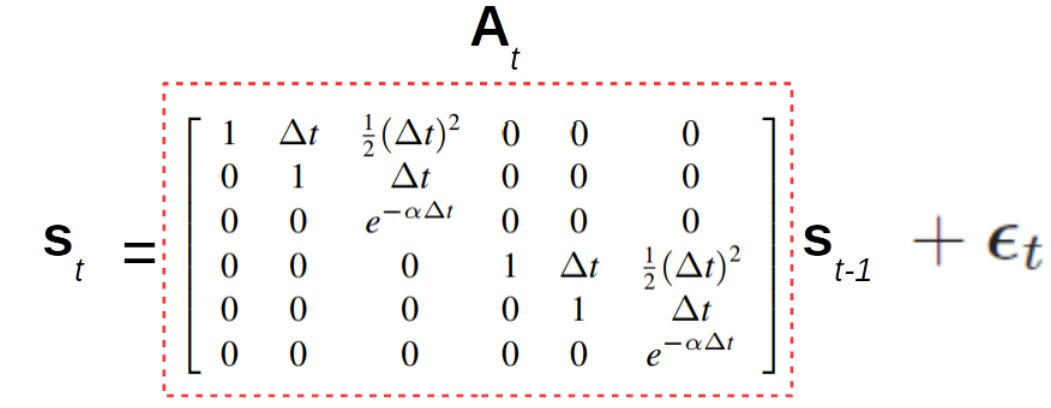 A_t
s_t = [ 1 Δt ½(Δt)² 0 0 0
0 1 Δt 0 0 0
0 0 e^{−αΔt} 0 0 0
0 0 0 1 Δt ½(Δt)²
0 0 0 0 1 Δt
0 0 0 0 0 e^{−αΔt} ] s_{t-1} + ϵ_t